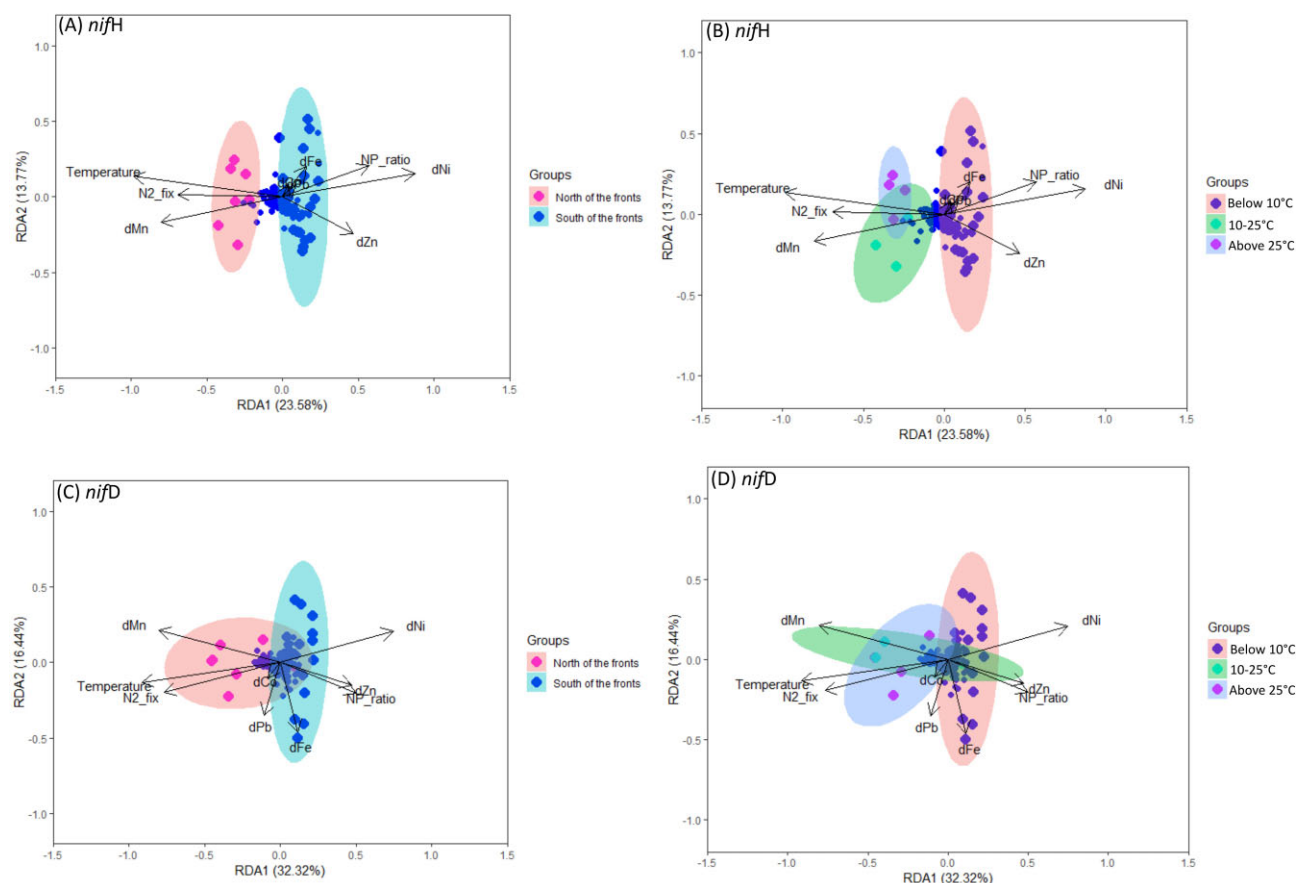 (A) nifH
1.0
0.5
0.0
-0.5
-1.0
RDA2 (13.77%)
Temperature
N2_fix
dMn
dFe
NP_ratio
dNi
dZn
-1.5
-1.0
-0.5
0.0
0.5
1.0
1.5
RDA1 (23.58%)
Groups
North of the fronts
South of the fronts
(B) nifH
1.0
0.5
0.0
-0.5
-1.0
RDA2 (13.77%)
Temperature
N2_fix
dMn
dFe
NP_ratio
dNi
dZn
-1.5
-1.0
-0.5
0.0
0.5
1.0
1.5
RDA1 (23.58%)
Groups
Below 10°C
10-25°C
Above 25°C
(C) nifD
1.0
0.5
0.0
-0.5
-1.0
RDA2 (16.44%)
dMn
dNi
Temperature
N2_fix
dCo
dZn
NP_ratio
dPb
dFe
-1.5
-1.0
-0.5
0.0
0.5
1.0
1.5
RDA1 (32.32%)
Groups
North of the fronts
South of the fronts
(D) nifD
1.0
0.5
0.0
-0.5
-1.0
RDA2 (16.44%)
dMn
dNi
Temperature
N2_fix
dCo
dZn
NP_ratio
dPb
dFe
-1.5
-1.0
-0.5
0.0
0.5
1.0
1.5
RDA1 (32.32%)
Groups
Below 10°C
10-25°C
Above 25°C